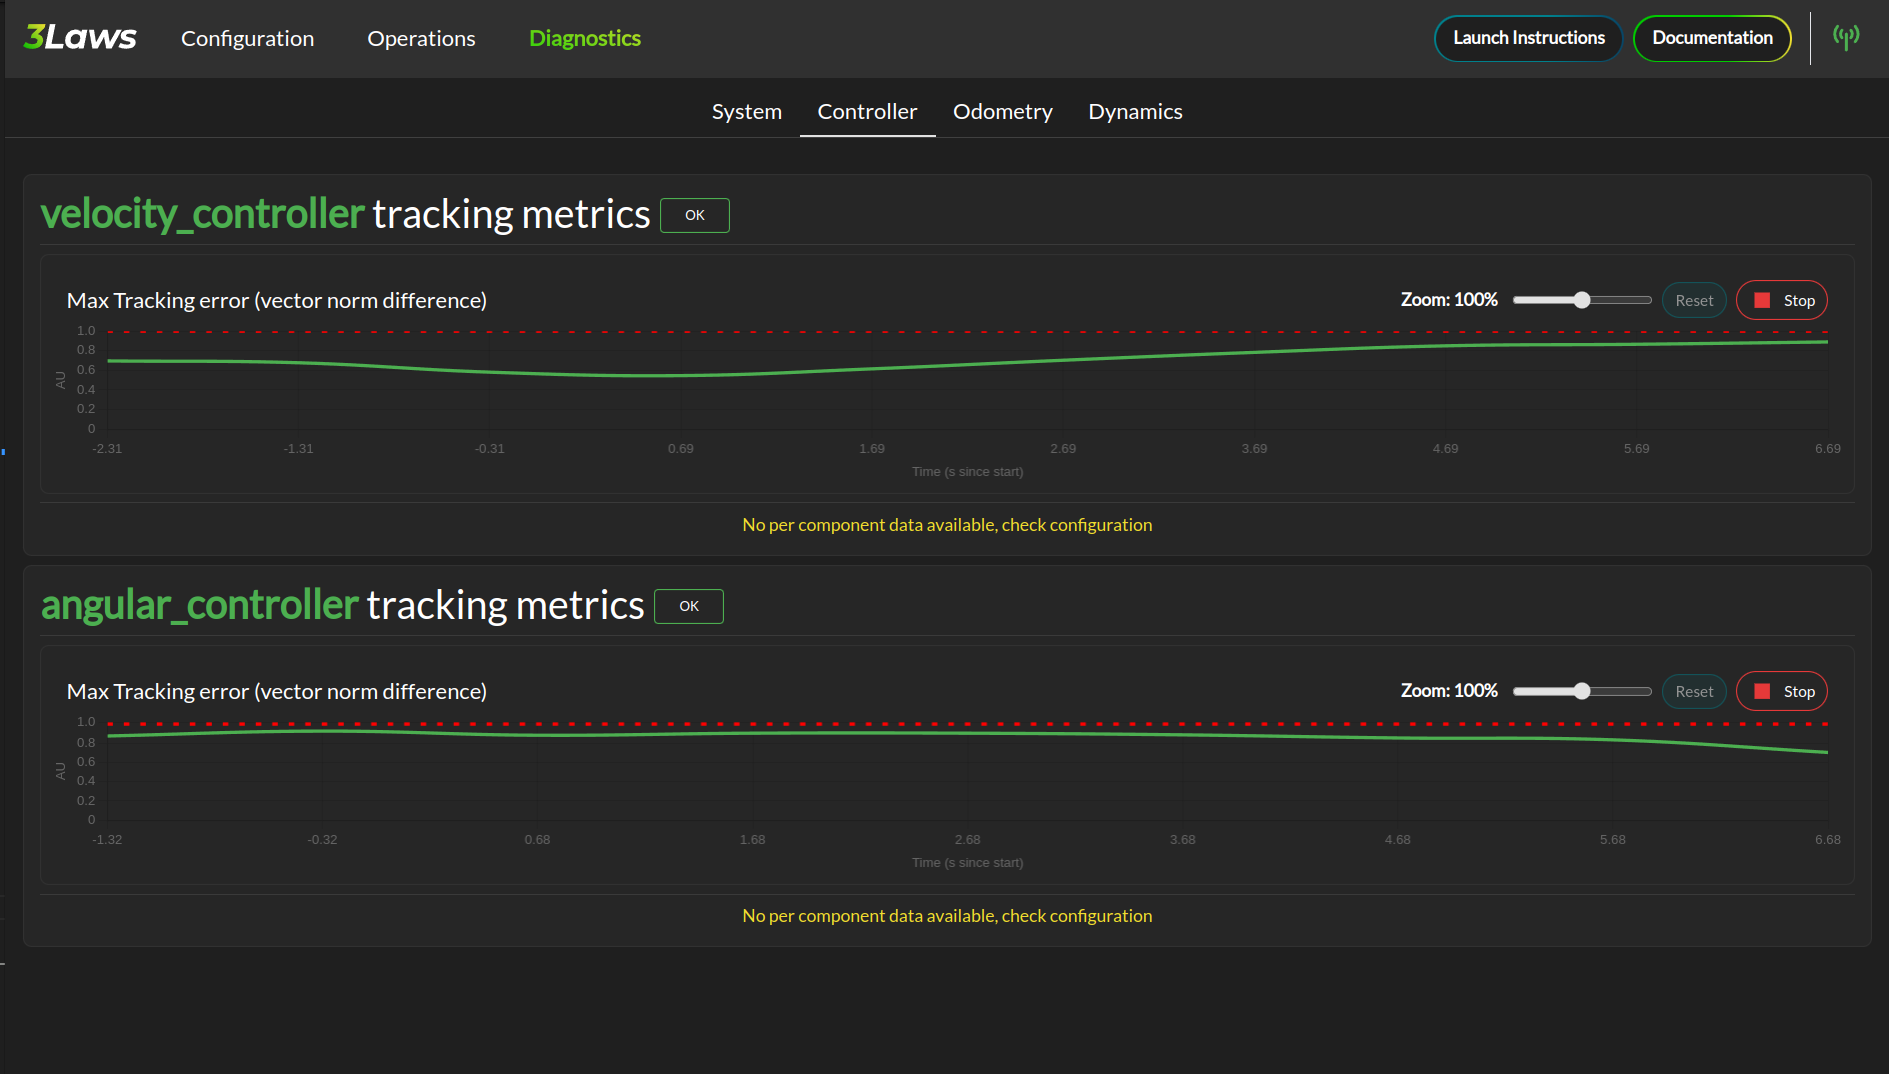 3Laws Configuration Operations Diagnostics Launch Instructions Documentation
System Controller Odometry Dynamics
velocity_controller tracking metrics OK
Max Tracking error (vector norm difference) Zoom: 100% Reset Stop
1.0
0.8
0.6
0.4
0.2
0
AU
-2.31 -1.31 -0.31 0.69 1.69 2.69 3.69 4.69 5.69 6.69
Time (s since start)
No per component data available, check configuration
angular_controller tracking metrics OK
Max Tracking error (vector norm difference) Zoom: 100% Reset Stop
1.0
0.8
0.6
0.4
0.2
0
AU
-1.32 -0.32 0.68 1.68 2.68 3.68 4.68 5.68 6.68
Time (s since start)
No per component data available, check configuration